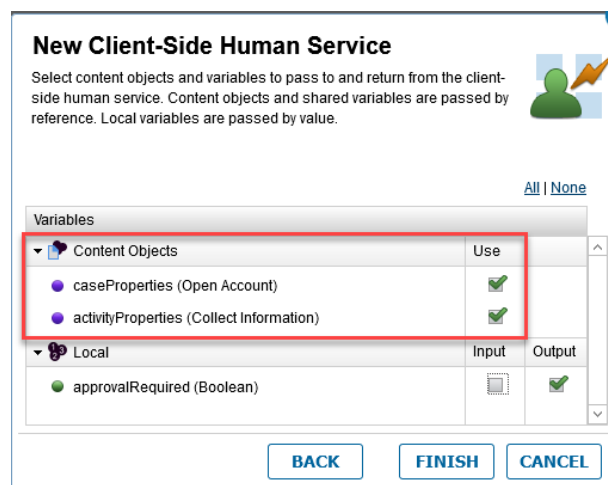 New Client-Side Human Service
Select content objects and variables to pass to and return from the client-
side human service. Content objects and shared variables are passed by
reference. Local variables are passed by value.
All | None
Variables
Content Objects Use
caseProperties (Open Account)
activityProperties (Collect Information)
Local Input Output
approvalRequired (Boolean)
BACK FINISH CANCEL